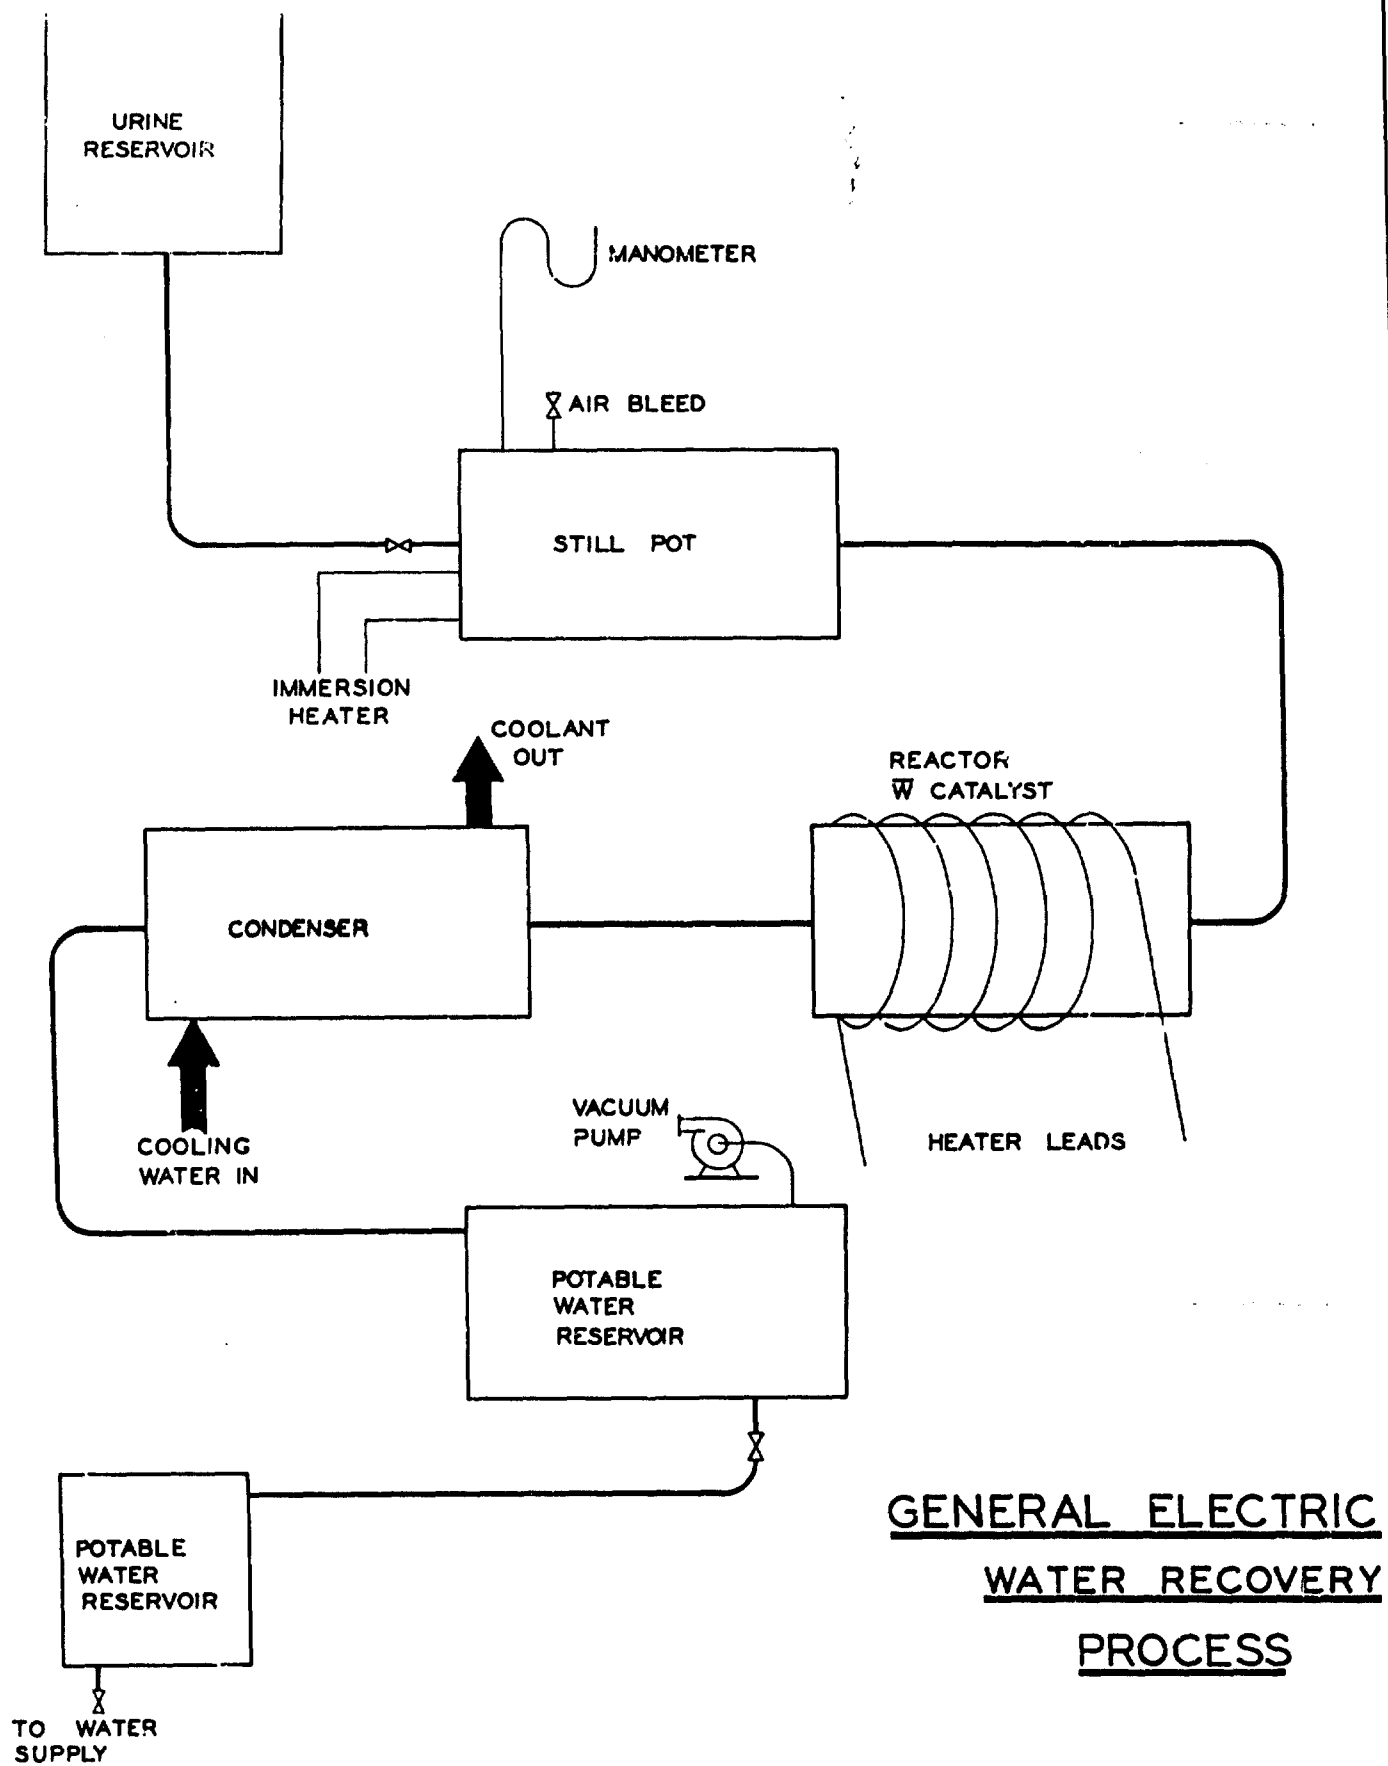 URINE
RESERVOIR
MANOMETER
AIR BLEED
STILL POT
IMMERSION
HEATER
COOLANT
OUT
REACTOR
W̅ CATALYST
CONDENSER
COOLING
WATER IN
VACUUM
PUMP
HEATER LEADS
POTABLE
WATER
RESERVOIR
POTABLE
WATER
RESERVOIR
TO WATER
SUPPLY
GENERAL ELECTRIC
WATER RECOVERY
PROCESS